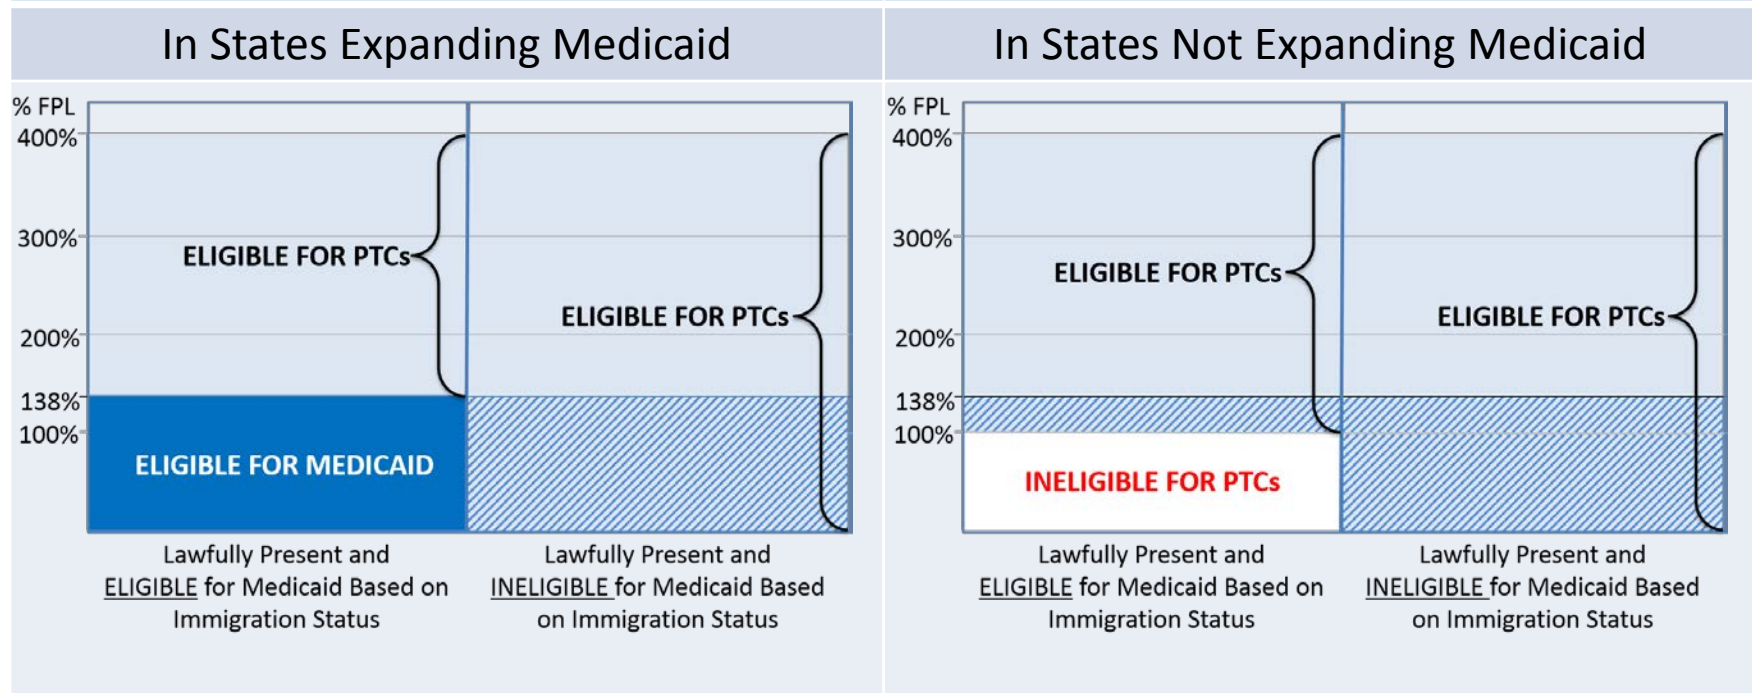 In States Expanding Medicaid
% FPL
400%
300%
200%
138%
100%
ELIGIBLE FOR PTCs
ELIGIBLE FOR PTCs
ELIGIBLE FOR MEDICAID
Lawfully Present and
ELIGIBLE for Medicaid Based on
Immigration Status
Lawfully Present and
INELIGIBLE for Medicaid Based
on Immigration Status
In States Not Expanding Medicaid
% FPL
400%
300%
200%
138%
100%
ELIGIBLE FOR PTCs
ELIGIBLE FOR PTCs
INELIGIBLE FOR PTCs
Lawfully Present and
ELIGIBLE for Medicaid Based on
Immigration Status
Lawfully Present and
INELIGIBLE for Medicaid Based
on Immigration Status